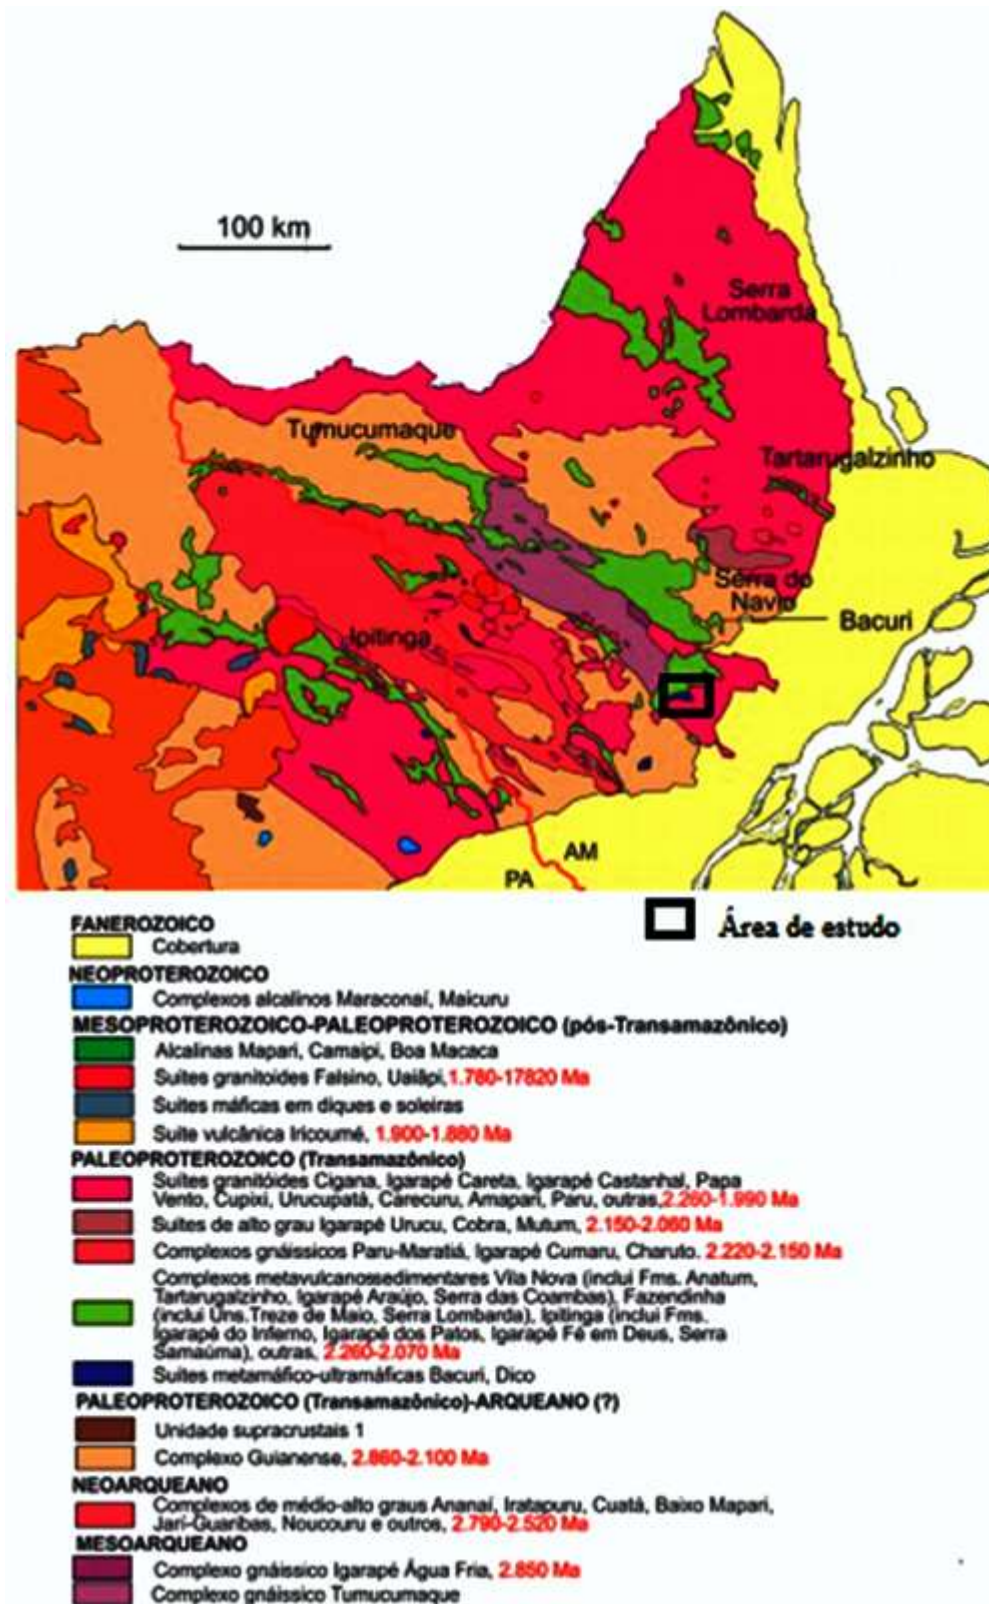 100 km
Serra
Lombarda
Tumucumaque
Tartarugalzinho
Serra do
Navio
Bacuri
Ipitinga
AM
PA
Área de estudo
FANEROZOICO
Cobertura
NEOPROTEROZOICO
Complexos alcalinos Maraconaí, Maicuru
MESOPROTEROZOICO-PALEOPROTEROZOICO (pós-Transamazônico)
Alcalinas Mapari, Camaipi, Boa Macaca
Suítes granitoides Falsino, Uaiãpi, 1.760-17820 Ma
Suítes máficas em diques e soleiras
Suite vulcânica Iricoumé, 1.900-1.880 Ma
PALEOPROTEROZOICO (Transamazônico)
Suítes granitóides Cigana, Igarapé Careta, Igarapé Castanhal, Papa
Vento, Cupixi, Urucupatá, Carecuru, Amapari, Paru, outras, 2.260-1.990 Ma
Suites de alto grau Igarapé Urucu, Cobra, Mutum, 2.150-2.060 Ma
Complexos gnáissicos Paru-Maratiá, Igarapé Cumaru, Charuto. 2.220-2.150 Ma
Complexos metavulcanossedimentares Vila Nova (inclui Fms. Anatum,
Tartarugalzinho, Igarapé Araújo, Serra das Coambas), Fazendinha
(inclui Uns.Treze de Maio, Serra Lombarda), Ipitinga (inclui Fms.
Igarapé do Inferno, Igarapé dos Patos, Igarapé Fé em Deus, Serra
Samaúma), outras, 2.260-2.070 Ma
Suítes metamáfico-ultramáficas Bacuri, Dico
PALEOPROTEROZOICO (Transamazônico)-ARQUEANO (?)
Unidade supracrustais 1
Complexo Guianense, 2.860-2.100 Ma
NEOARQUEANO
Complexos de médio-alto graus Ananaí, Iratapuru, Cuatá, Baixo Mapari,
Jari-Guaribas, Noucouru e outros, 2.790-2.520 Ma
MESOARQUEANO
Complexo gnáissico Igarapé Água Fria, 2.850 Ma
Complexo gnáissico Tumucumaque